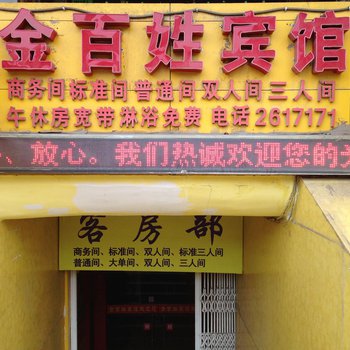 金百姓宾馆
商务间标准间普通间双人间三人间
午休房宽带淋浴免费 电话2617171
、放心。我们热诚欢迎您的
客房部
商务间、标准间、双人间、标准三人间
普通间、大单间、双人间、三人间